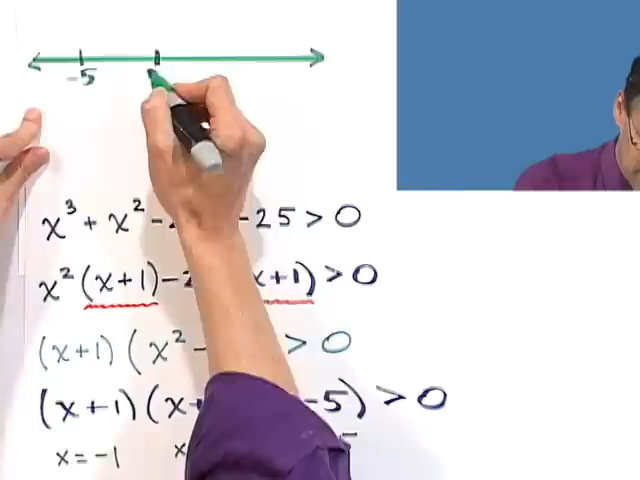 -5
x³ + x² - - 25 > 0
x² (x+1) - x+1) > 0
(x+1) (x² - > 0
(x+1) (x+ -5) > 0
x = -1 x